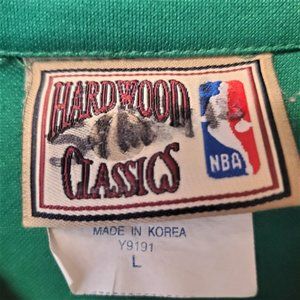 HARDWOOD
CLASSICS
NBA
MADE IN KOREA
Y9191
L